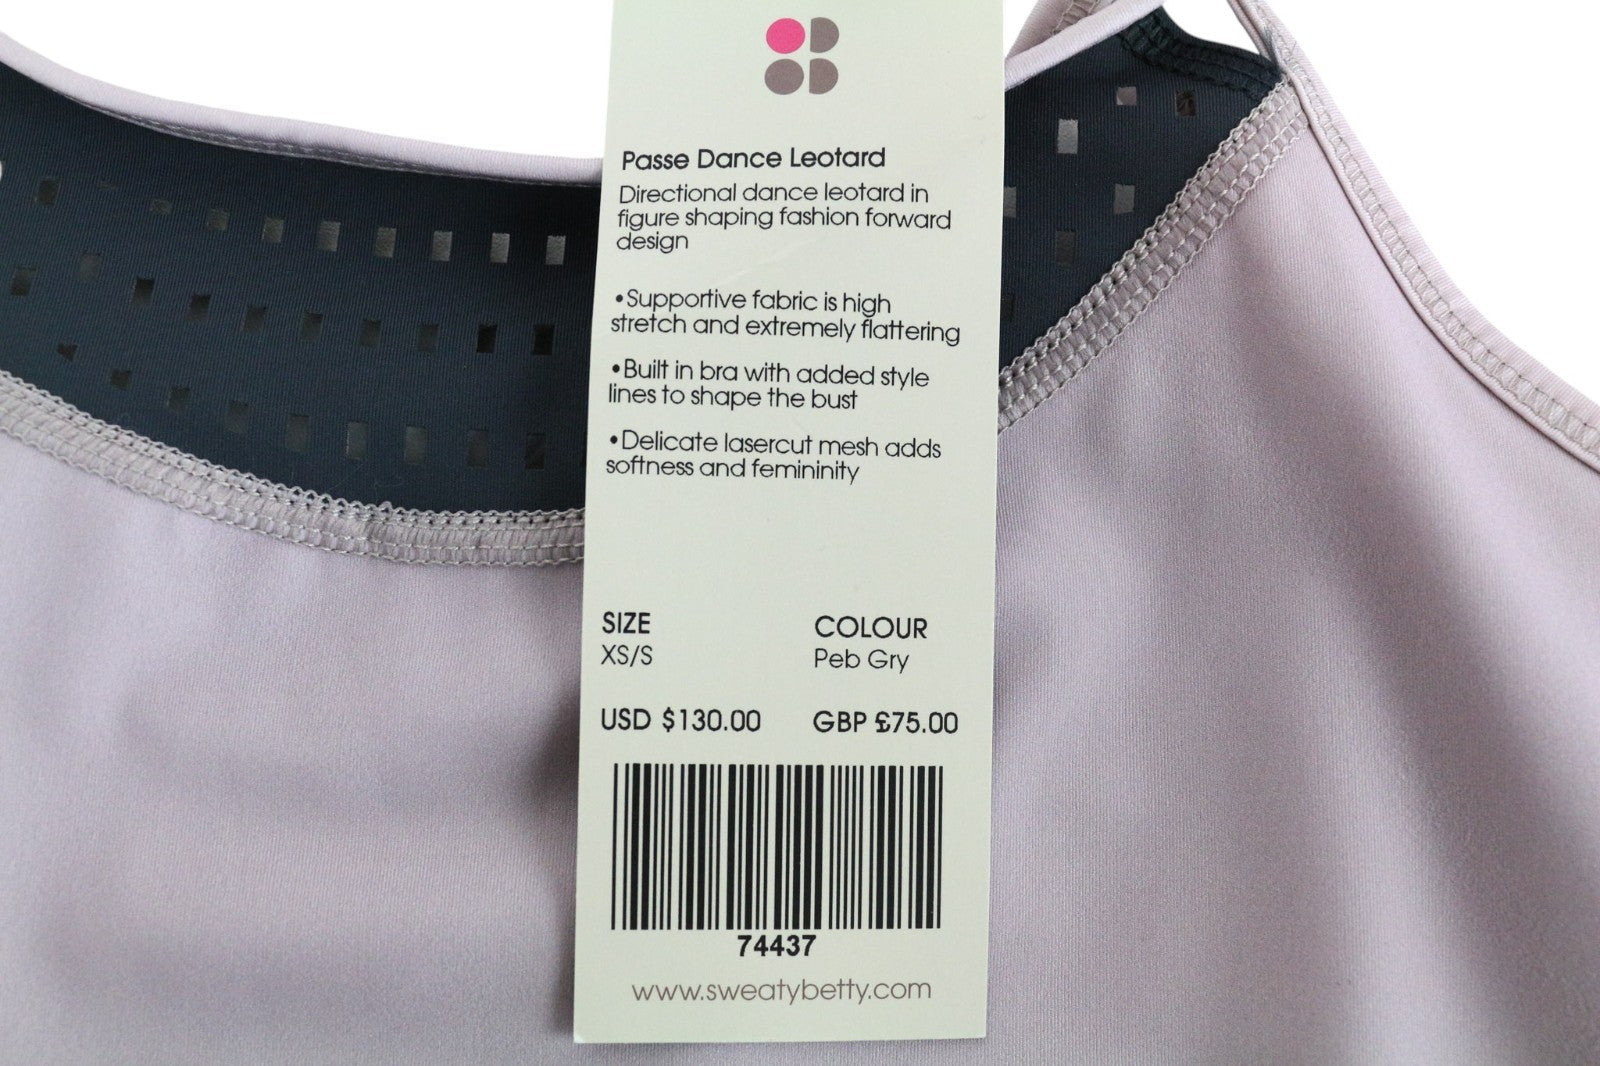 Passe Dance Leotard
Directional dance leotard in
figure shaping fashion forward
design
•Supportive fabric is high
stretch and extremely flattering
•Built in bra with added style
lines to shape the bust
•Delicate lasercut mesh adds
softness and femininity
SIZE COLOUR
XS/S Peb Gry
USD $130.00 GBP £75.00
74437
www.sweatybetty.com